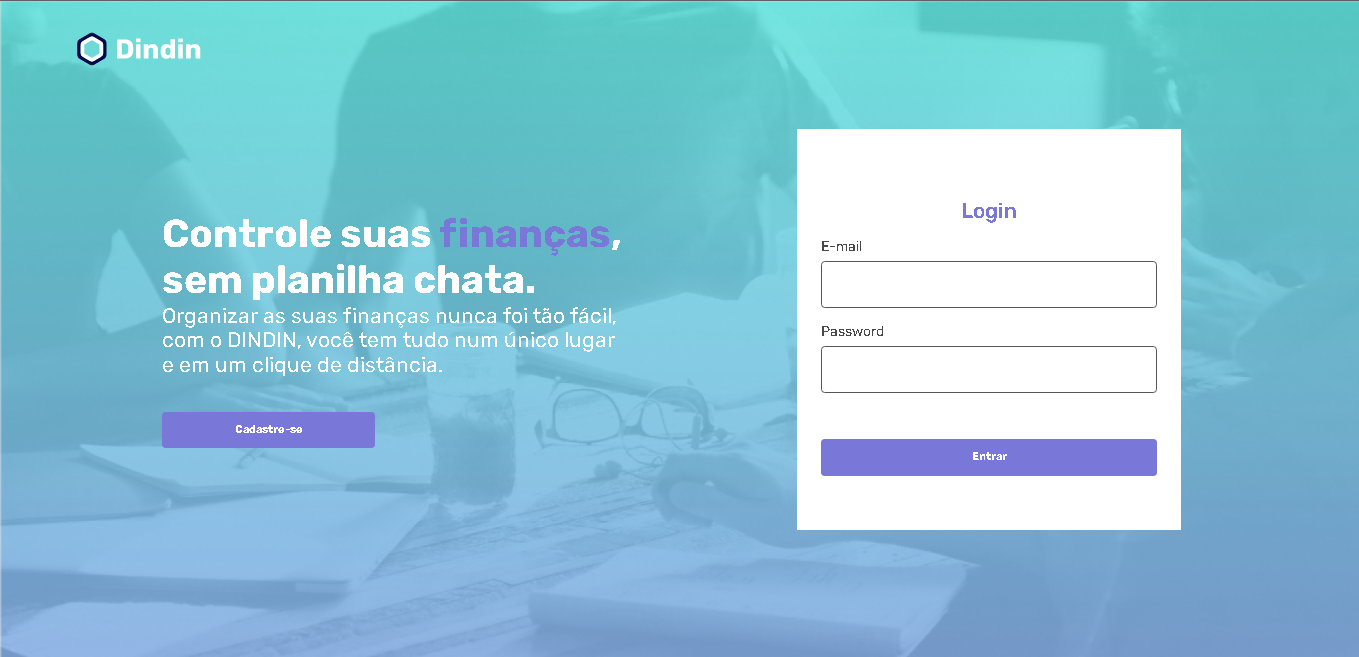 Dindin
Controle suas finanças,
sem planilha chata.
Organizar as suas finanças nunca foi tão fácil,
com o DINDIN, você tem tudo num único lugar
e em um clique de distância.
Cadastre-se
Login
E-mail
Password
Entrar